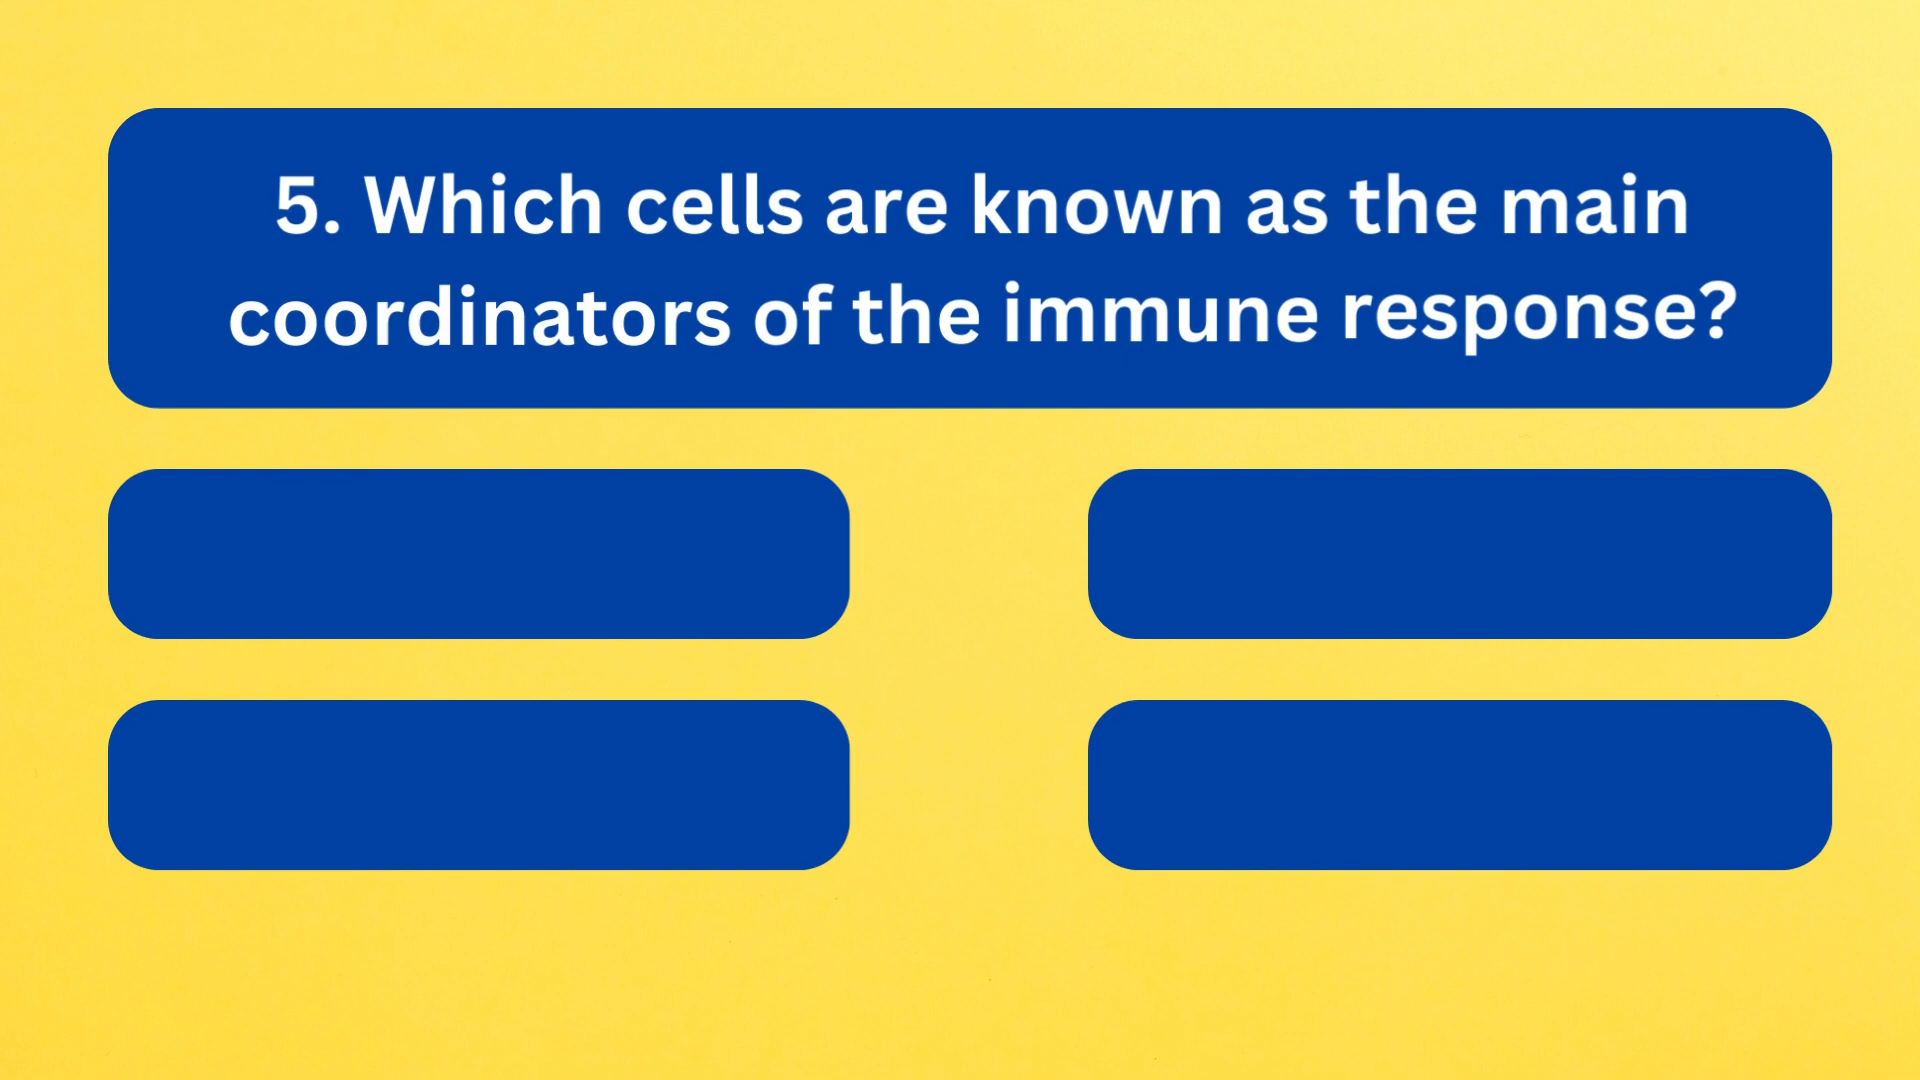 5. Which cells are known as the main
coordinators of the immune response?